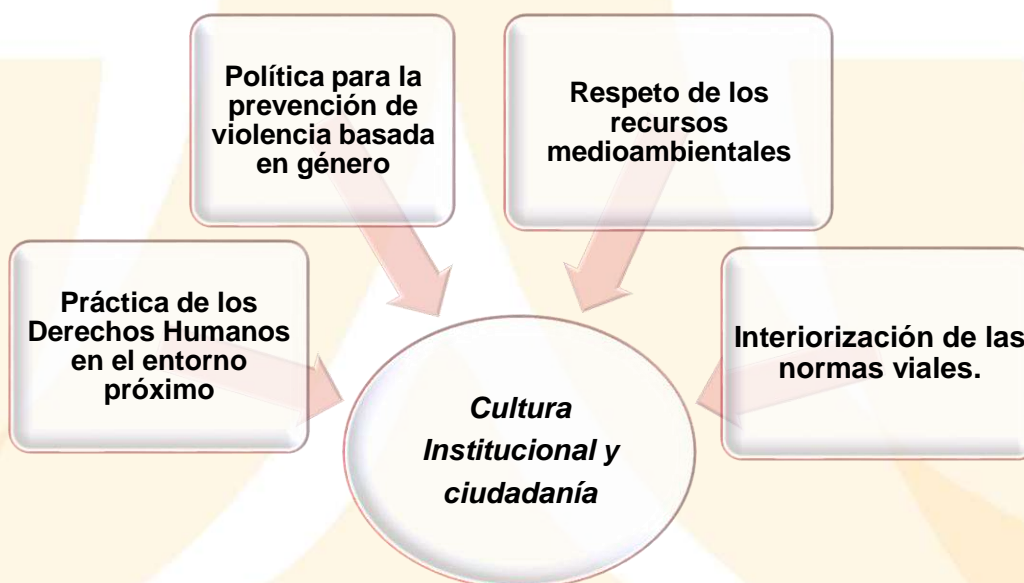 Política para la
prevención de
violencia basada
en género
Respeto de los
recursos
medioambientales
Práctica de los
Derechos Humanos
en el entorno
próximo
Interiorización de las
normas viales.
Cultura
Institucional y
ciudadanía